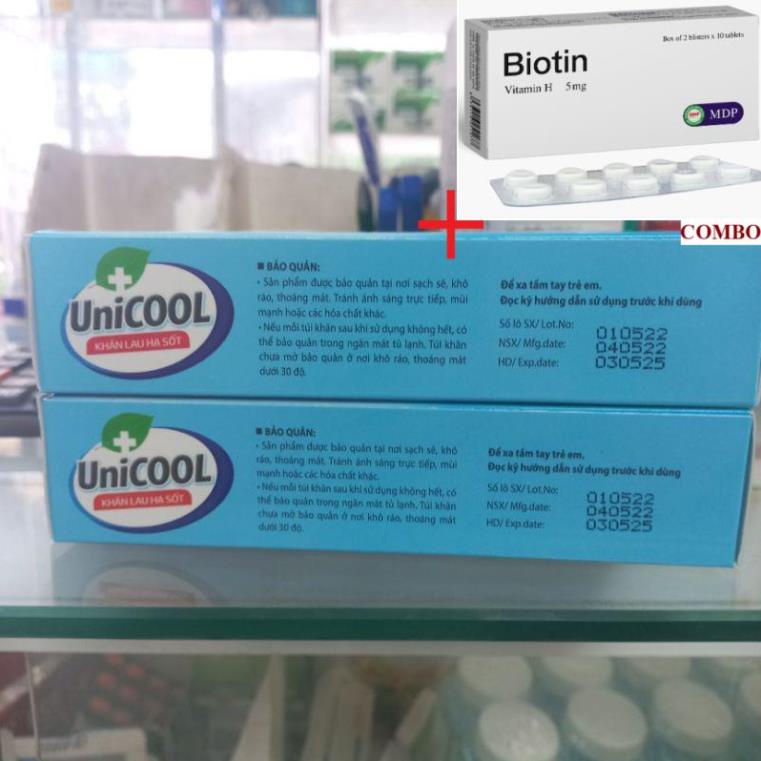 Box of 2 blisters x 10 tablets
Biotin
Vitamin H 5mg
MDP
COMBO
UniCOOL
KHĂN LAU HẠ SỐT
BẢO QUẢN:
• Sản phẩm được bảo quản tại nơi sạch sẽ, khô
ráo, thoáng mát. Tránh ánh sáng trực tiếp, mùi
mạnh hoặc các hóa chất khác.
• Nếu mỗi túi khăn sau khi sử dụng không hết, có
thể bảo quản trong ngăn mát tủ lạnh. Túi khăn
chưa mở bảo quản ở nơi khô ráo, thoáng mát
dưới 30 độ.
Để xa tầm tay trẻ em.
Đọc kỹ hướng dẫn sử dụng trước khi dùng
Số lô SX/ Lot.No: 010522
NSX/ Mfg.date: 040522
HD/ Exp.date: 030525
UniCOOL
KHĂN LAU HẠ SỐT
BẢO QUẢN:
• Sản phẩm được bảo quản tại nơi sạch sẽ, khô
ráo, thoáng mát. Tránh ánh sáng trực tiếp, mùi
mạnh hoặc các hóa chất khác.
• Nếu mỗi túi khăn sau khi sử dụng không hết, có
thể bảo quản trong ngăn mát tủ lạnh. Túi khăn
chưa mở bảo quản ở nơi khô ráo, thoáng mát
dưới 30 độ.
Để xa tầm tay trẻ em.
Đọc kỹ hướng dẫn sử dụng trước khi dùng
Số lô SX/ Lot.No: 010522
NSX/ Mfg.date: 040522
HD/ Exp.date: 030525